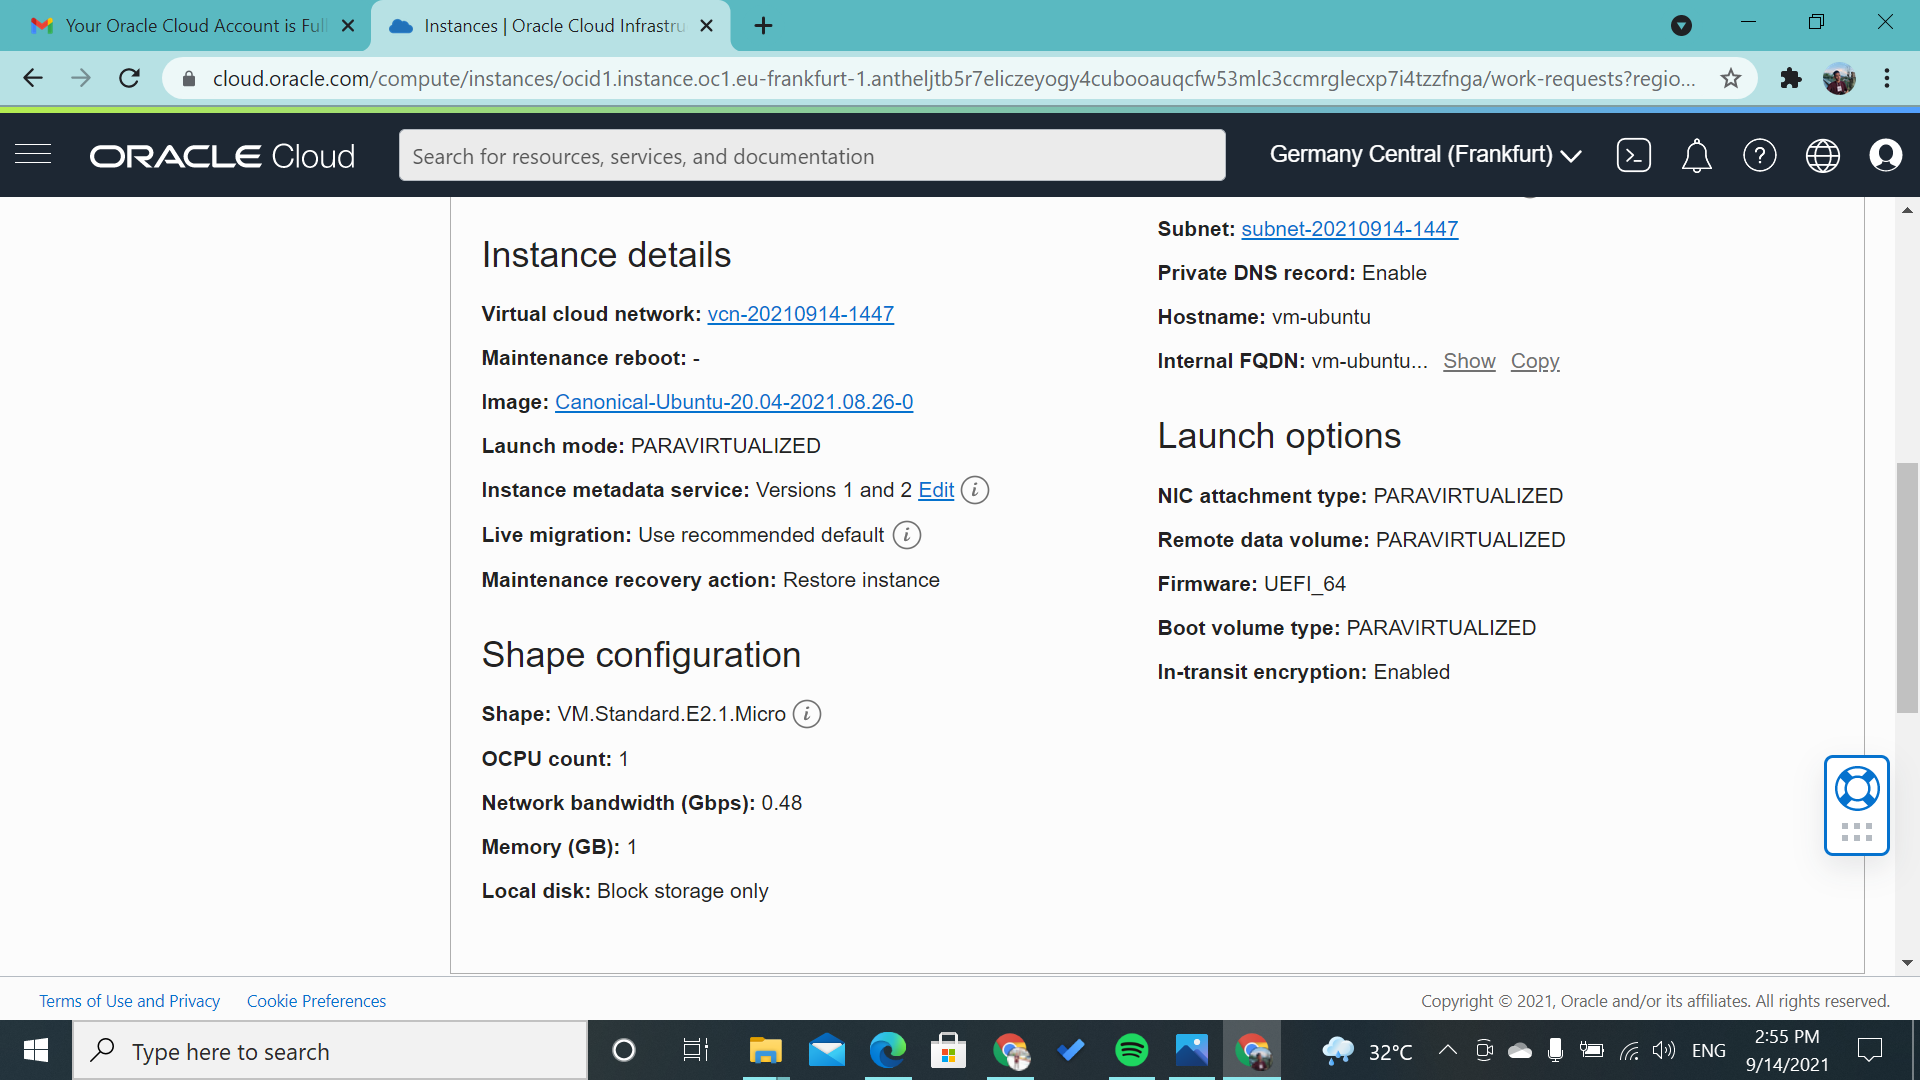 Your Oracle Cloud Account is Full
Instances | Oracle Cloud Infrastru
cloud.oracle.com/compute/instances/ocid1.instance.oc1.eu-frankfurt-1.antheljtb5r7eliczeyogy4cubooauqcfw53mlc3ccmrglecxp7i4tzzfnga/work-requests?regio...
ORACLE Cloud
Search for resources, services, and documentation
Germany Central (Frankfurt)
Instance details
Virtual cloud network: vcn-20210914-1447
Maintenance reboot: -
Image: Canonical-Ubuntu-20.04-2021.08.26-0
Launch mode: PARAVIRTUALIZED
Instance metadata service: Versions 1 and 2 Edit
Live migration: Use recommended default
Maintenance recovery action: Restore instance
Shape configuration
Shape: VM.Standard.E2.1.Micro
OCPU count: 1
Network bandwidth (Gbps): 0.48
Memory (GB): 1
Local disk: Block storage only
Subnet: subnet-20210914-1447
Private DNS record: Enable
Hostname: vm-ubuntu
Internal FQDN: vm-ubuntu... Show Copy
Launch options
NIC attachment type: PARAVIRTUALIZED
Remote data volume: PARAVIRTUALIZED
Firmware: UEFI_64
Boot volume type: PARAVIRTUALIZED
In-transit encryption: Enabled
Terms of Use and Privacy
Cookie Preferences
Copyright © 2021, Oracle and/or its affiliates. All rights reserved.
Type here to search
32°C
ENG
2:55 PM
9/14/2021